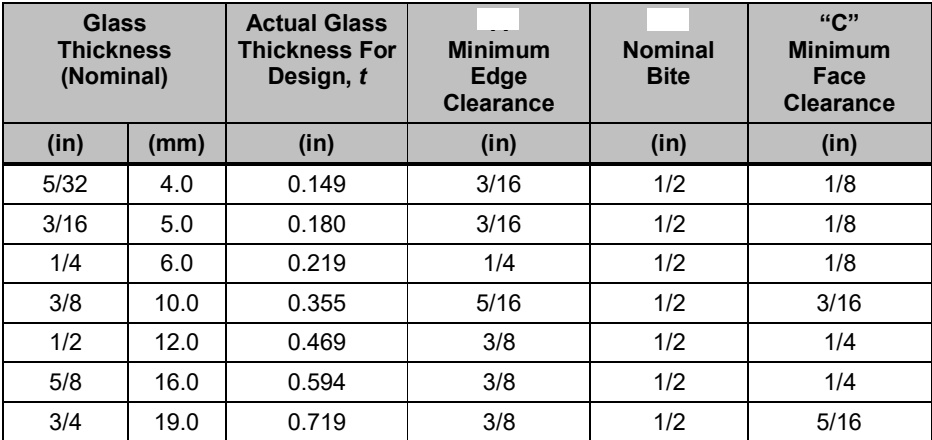 Glass Thickness (Nominal) | Actual Glass Thickness For Design, t | Minimum Edge Clearance | Nominal Bite | “C” Minimum Face Clearance
(in) | (mm) | (in) | (in) | (in) | (in)
5/32 | 4.0 | 0.149 | 3/16 | 1/2 | 1/8
3/16 | 5.0 | 0.180 | 3/16 | 1/2 | 1/8
1/4 | 6.0 | 0.219 | 1/4 | 1/2 | 1/8
3/8 | 10.0 | 0.355 | 5/16 | 1/2 | 3/16
1/2 | 12.0 | 0.469 | 3/8 | 1/2 | 1/4
5/8 | 16.0 | 0.594 | 3/8 | 1/2 | 1/4
3/4 | 19.0 | 0.719 | 3/8 | 1/2 | 5/16